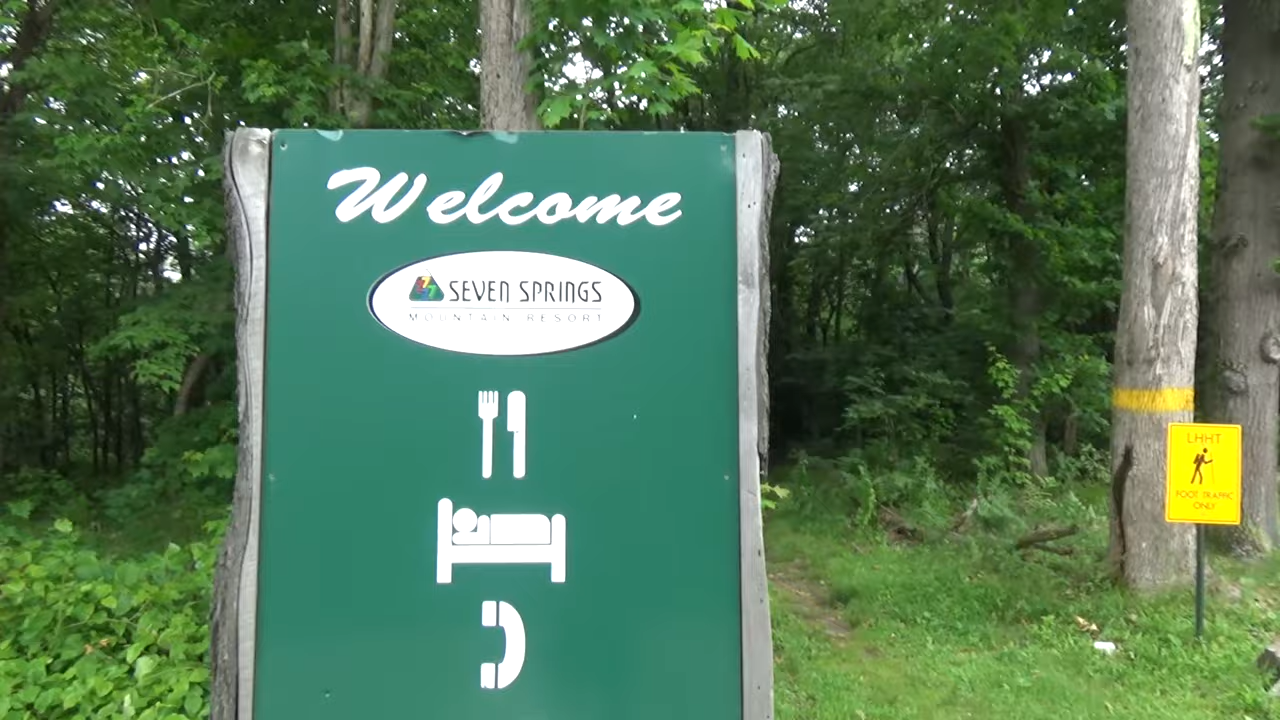 Welcome
SEVEN SPRINGS
MOUNTAIN RESORT
LHHT
FOOT TRAFFIC
ONLY